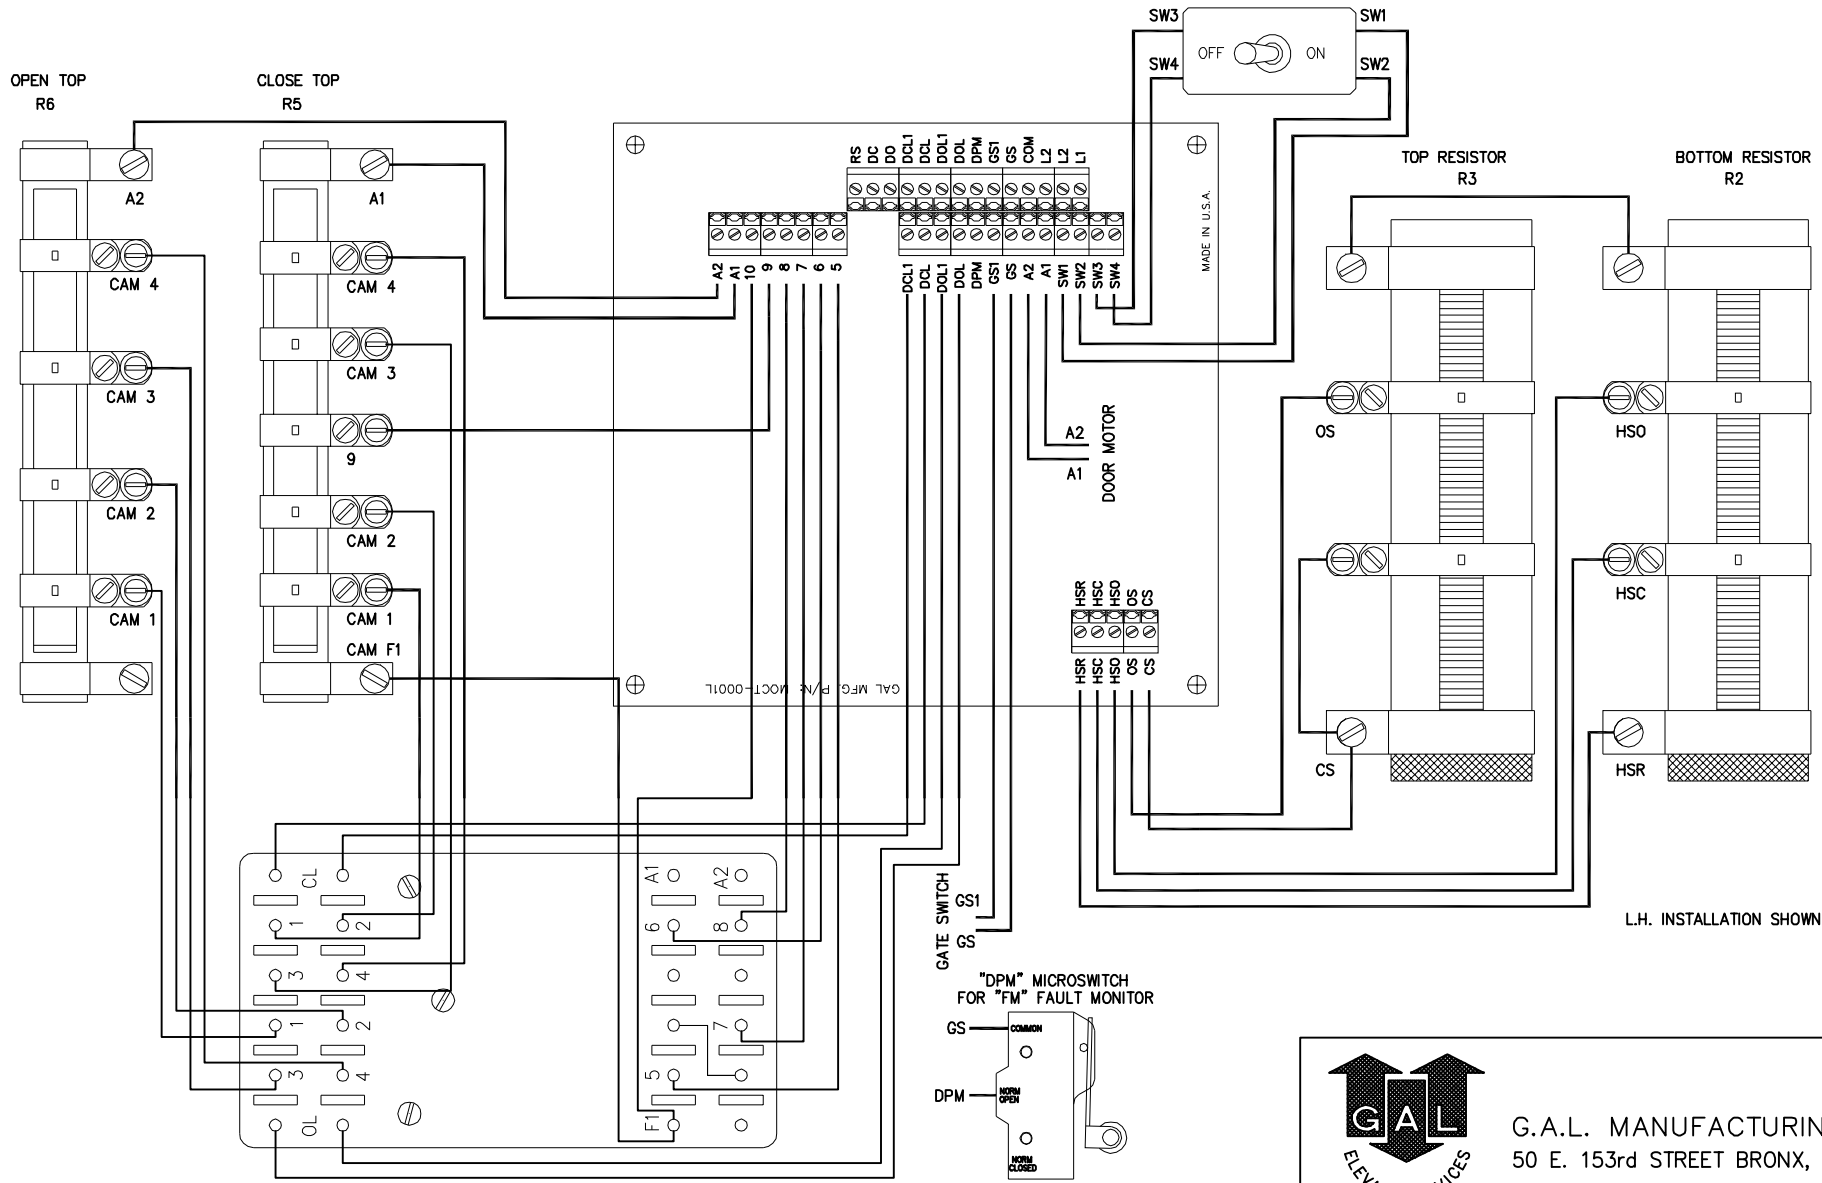 SW3
SW1
OFF
ON
SW4
SW2
OPEN TOP
R6
CLOSE TOP
R5
TOP RESISTOR
R3
BOTTOM RESISTOR
R2
RS
DC
DO
DCL1
DCL
DOL1
DOL
DPM
GS1
GS
COM
L2
L2
L1
MADE IN U.S.A.
A2
A1
CAM 4
CAM 4
CAM 3
CAM 3
9
CAM 2
CAM 2
CAM 1
CAM 1
CAM F1
A2
A1
10
9
8
7
6
5
DCL1
DCL
DOL1
DOL
DPM
GS1
GS
A2
A1
SW1
SW2
SW3
SW4
A2
A1
DOOR MOTOR
OS
HSO
HSC
CS
HSR
HSR
HSC
HSO
OS
CS
HSR
HSC
HSO
OS
CS
GAL MFG. P/N: MOCT-0001L
CL
1
2
3
4
1
2
3
4
OL
A1
A2
6
8
7
5
F1
GATE SWITCH
GS1
GS
L.H. INSTALLATION SHOWN
"DPM" MICROSWITCH
FOR "FM" FAULT MONITOR
GS
COMMON
DPM
NORM
OPEN
NORM
CLOSED
GAL
G.A.L. MANUFACTURIN
50 E. 153rd STREET BRONX,